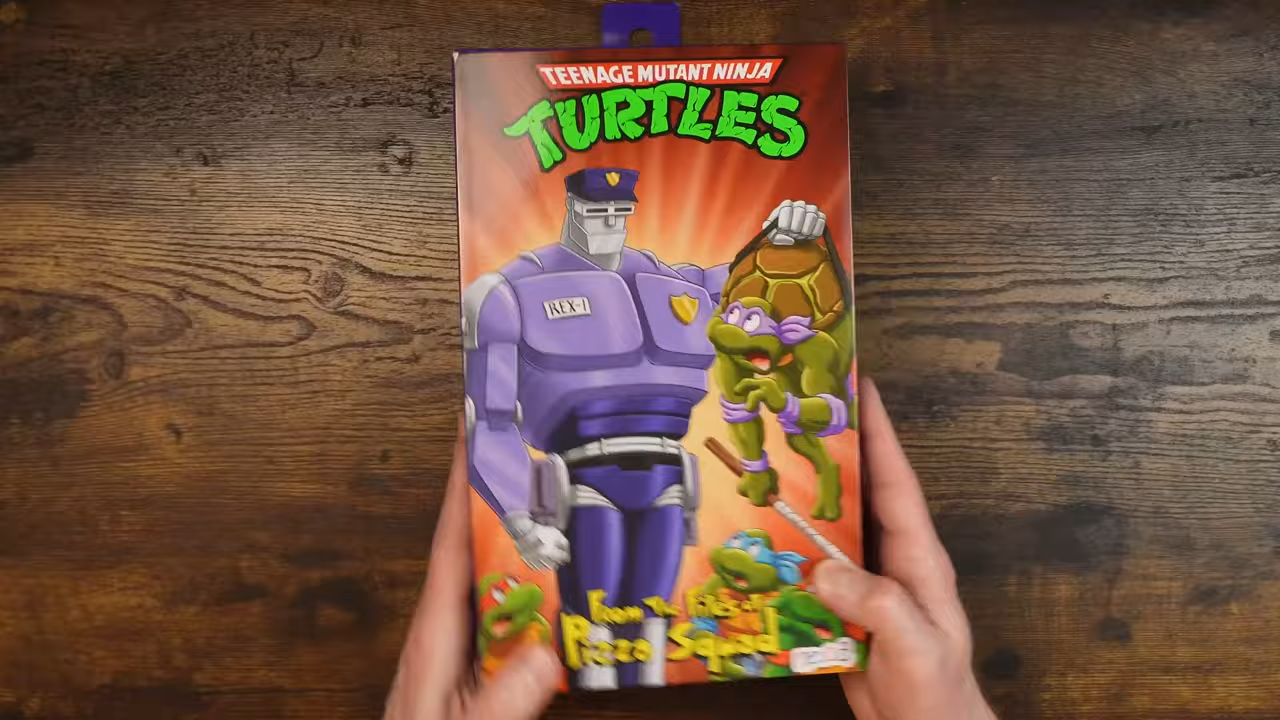 TEENAGE MUTANT NINJA
TURTLES
REX-1
From the Files of
Pizza Squad